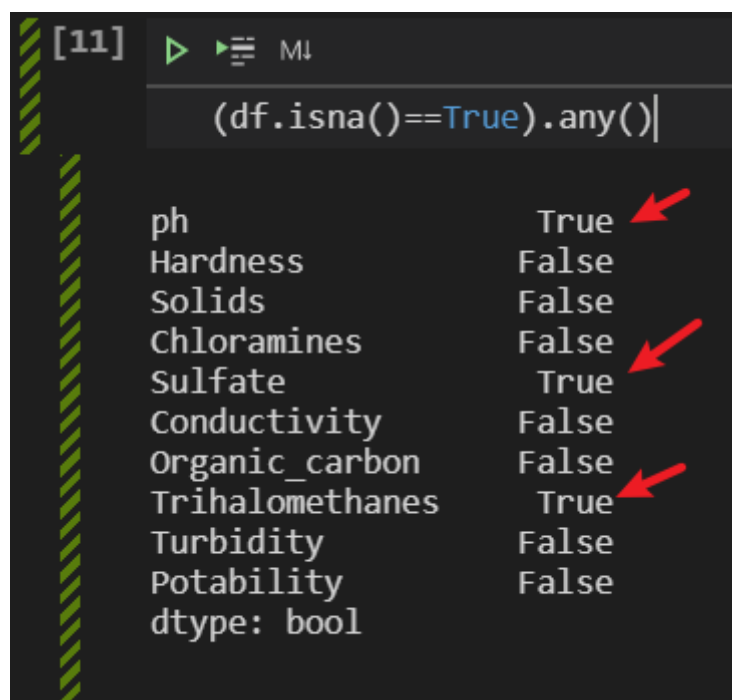 [11] M↓
(df.isna()==True).any()
ph True
Hardness False
Solids False
Chloramines False
Sulfate True
Conductivity False
Organic_carbon False
Trihalomethanes True
Turbidity False
Potability False
dtype: bool